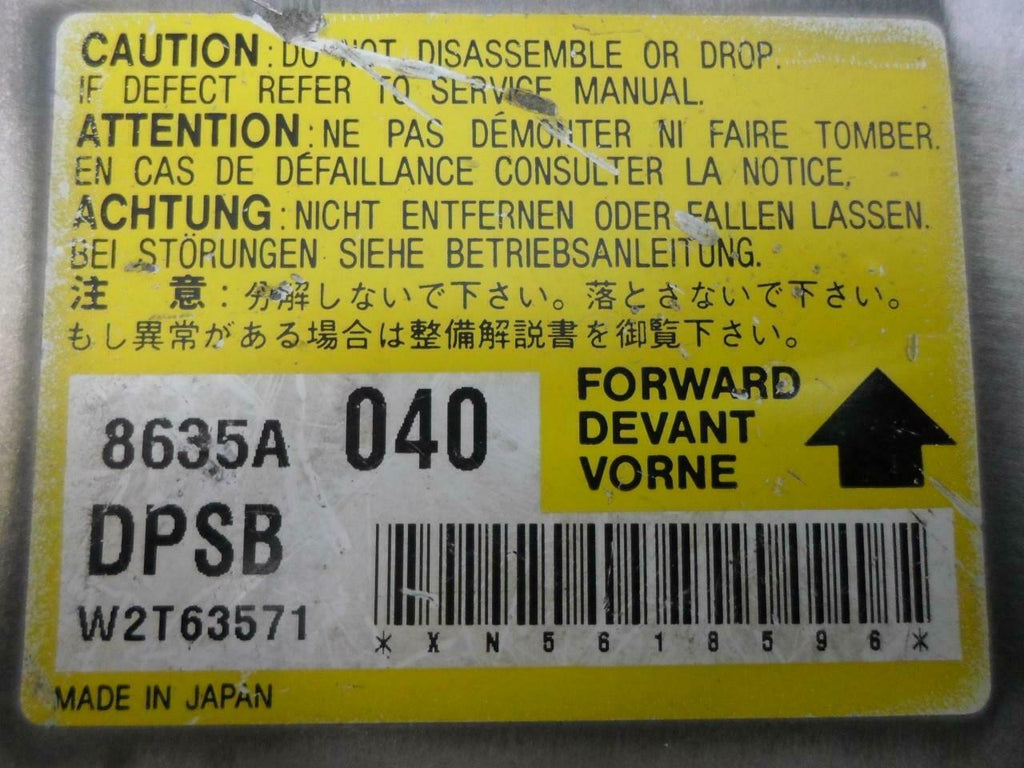 CAUTION : DO NOT DISASSEMBLE OR DROP.
IF DEFECT REFER TO SERVICE MANUAL.
ATTENTION : NE PAS DÉMONTER NI FAIRE TOMBER.
EN CAS DE DÉFAILLANCE CONSULTER LA NOTICE.
ACHTUNG : NICHT ENTFERNEN ODER FALLEN LASSEN.
BEI STÖRUNGEN SIEHE BETRIEBSANLEITUNG.
注 意 : 分解しないで下さい。落とさないで下さい。
もし異常がある場合は整備解説書を御覧下さい。
8635A 040
DPSB
W2T63571
FORWARD
DEVANT
VORNE
*XN5618596*
MADE IN JAPAN